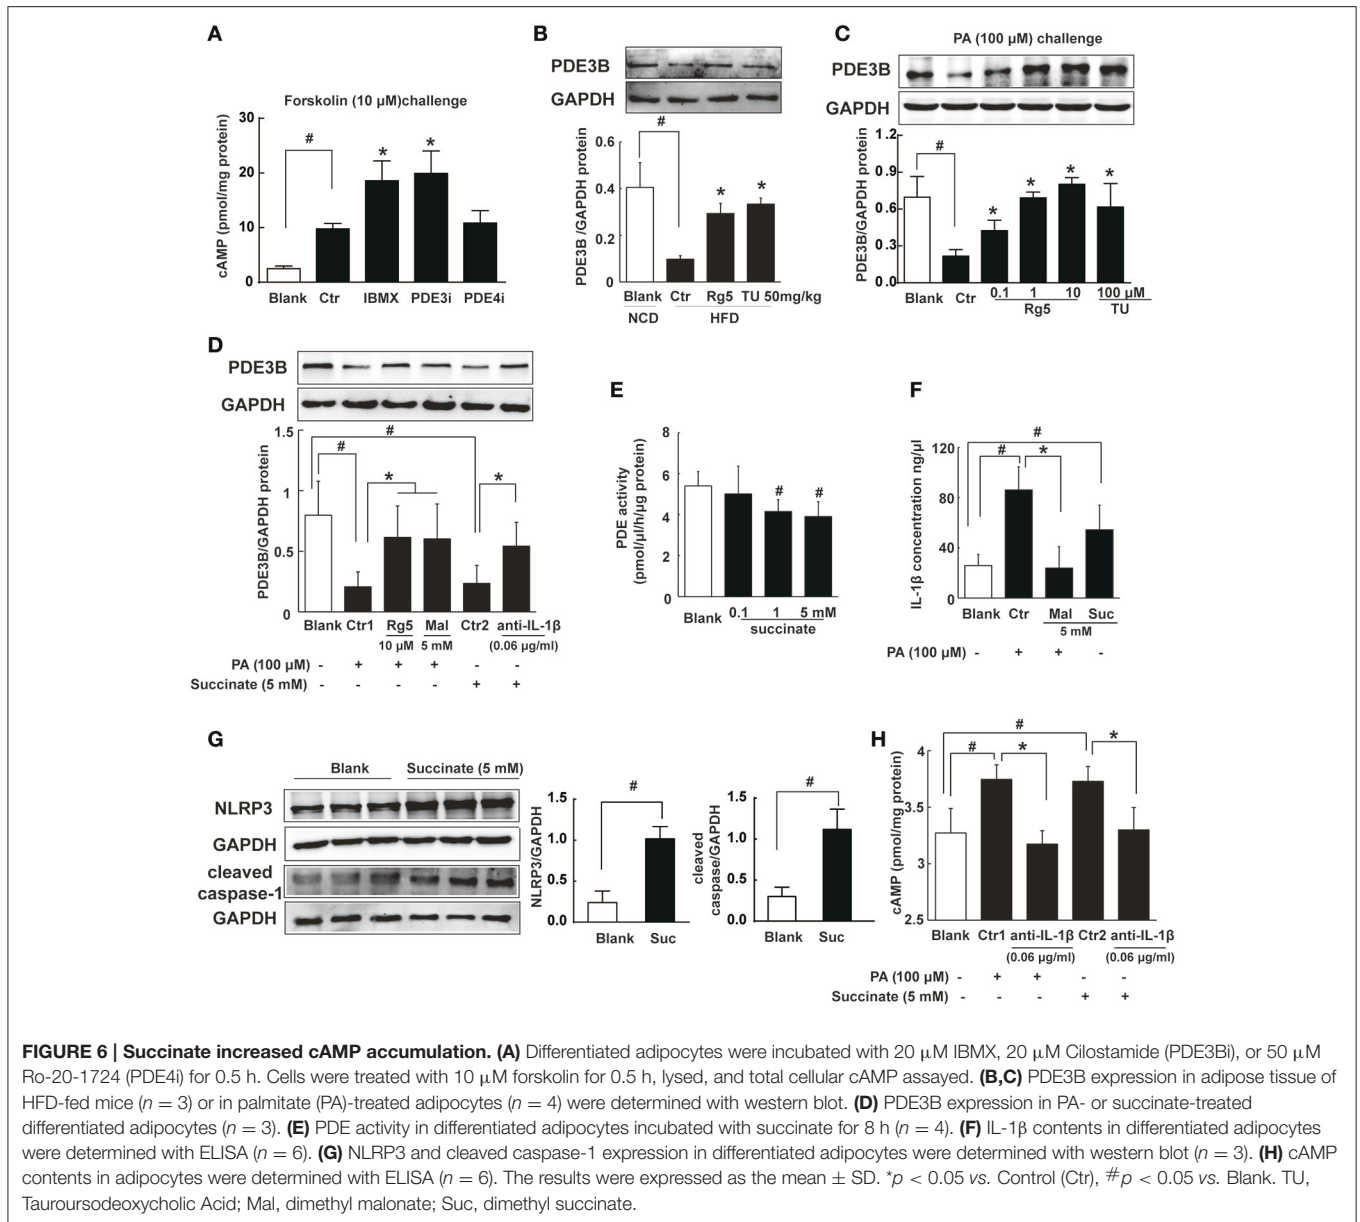 A
Forskolin (10 μM)challenge
cAMP (pmol/mg protein)
30
20
10
0
#
*
*
Blank Ctr IBMX PDE3i PDE4i
B
PDE3B
GAPDH
PDE3B /GAPDH protein
0.6
0.4
0.2
0
#
*
*
Blank Ctr Rg5 TU 50mg/kg
NCD HFD
C
PA (100 μM) challenge
PDE3B
GAPDH
PDE3B/GAPDH protein
1.2
0.9
0.6
0.3
0.0
#
*
*
*
*
Blank Ctr 0.1 1 10 100 μM
Rg5 TU
D
PDE3B
GAPDH
PDE3B/GAPDH protein
1.5
1
0.5
0
#
#
*
*
Blank Ctr1 Rg5 Mal Ctr2 anti-IL-1β
10 μM 5 mM (0.06 μg/ml)
PA (100 μM) - + + + - -
Succinate (5 mM) - - - - + +
E
PDE activity
(pmol/μl/h/μg protein)
8
6
4
2
0
#
#
Blank 0.1 1 5 mM
succinate
F
IL-1β concentration ng/μl
120
80
40
0
#
#
*
Blank Ctr Mal Suc
5 mM
PA (100 μM) - + + -
G
Blank Succinate (5 mM)
NLRP3
GAPDH
cleaved
caspase-1
GAPDH
NLRP3/GAPDH
1.5
1.0
0.5
0.0
#
Blank Suc
cleaved
caspase/GAPDH
1.5
1.0
0.5
0.0
#
Blank Suc
H
cAMP (pmol/mg protein)
4
3.5
3
2.5
#
#
*
*
Blank Ctr1 anti-IL-1β Ctr2 anti-IL-1β
(0.06 μg/ml) (0.06 μg/ml)
PA (100 μM) - + + - -
Succinate (5 mM) - - - + +
FIGURE 6 | Succinate increased cAMP accumulation. (A) Differentiated adipocytes were incubated with 20 μM IBMX, 20 μM Cilostamide (PDE3Bi), or 50 μM
Ro-20-1724 (PDE4i) for 0.5 h. Cells were treated with 10 μM forskolin for 0.5 h, lysed, and total cellular cAMP assayed. (B,C) PDE3B expression in adipose tissue of
HFD-fed mice (n = 3) or in palmitate (PA)-treated adipocytes (n = 4) were determined with western blot. (D) PDE3B expression in PA- or succinate-treated
differentiated adipocytes (n = 3). (E) PDE activity in differentiated adipocytes incubated with succinate for 8 h (n = 4). (F) IL-1β contents in differentiated adipocytes
were determined with ELISA (n = 6). (G) NLRP3 and cleaved caspase-1 expression in differentiated adipocytes were determined with western blot (n = 3). (H) cAMP
contents in adipocytes were determined with ELISA (n = 6). The results were expressed as the mean ± SD. *p < 0.05 vs. Control (Ctr), #p < 0.05 vs. Blank. TU,
Tauroursodeoxycholic Acid; Mal, dimethyl malonate; Suc, dimethyl succinate.